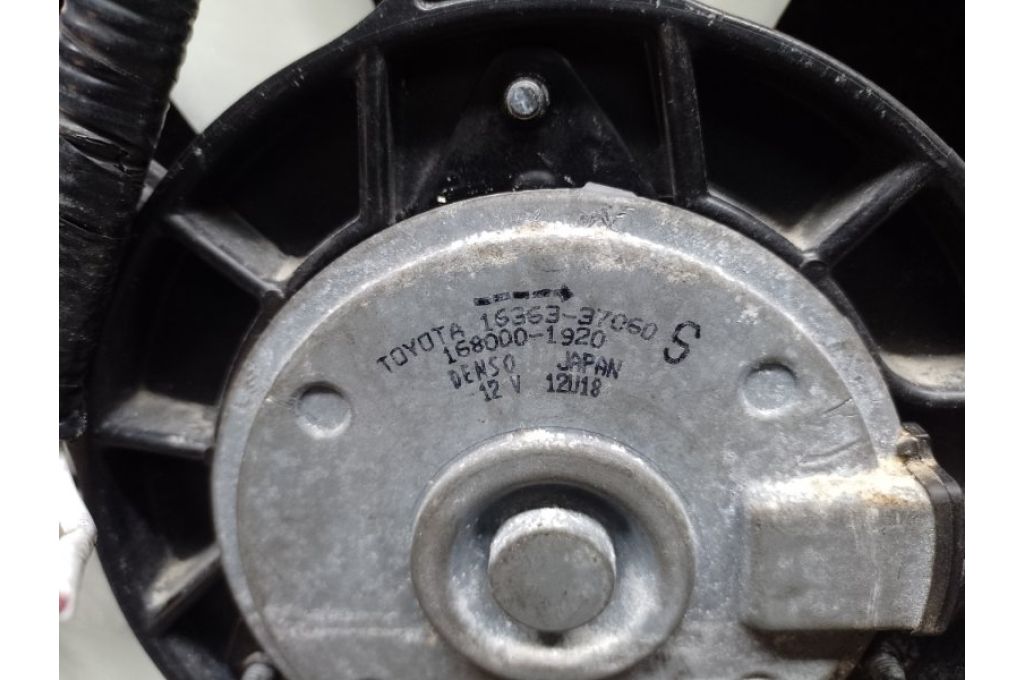 TOYOTA 16363-37060 S
168000-1920
DENSO JAPAN
12 V 12U18